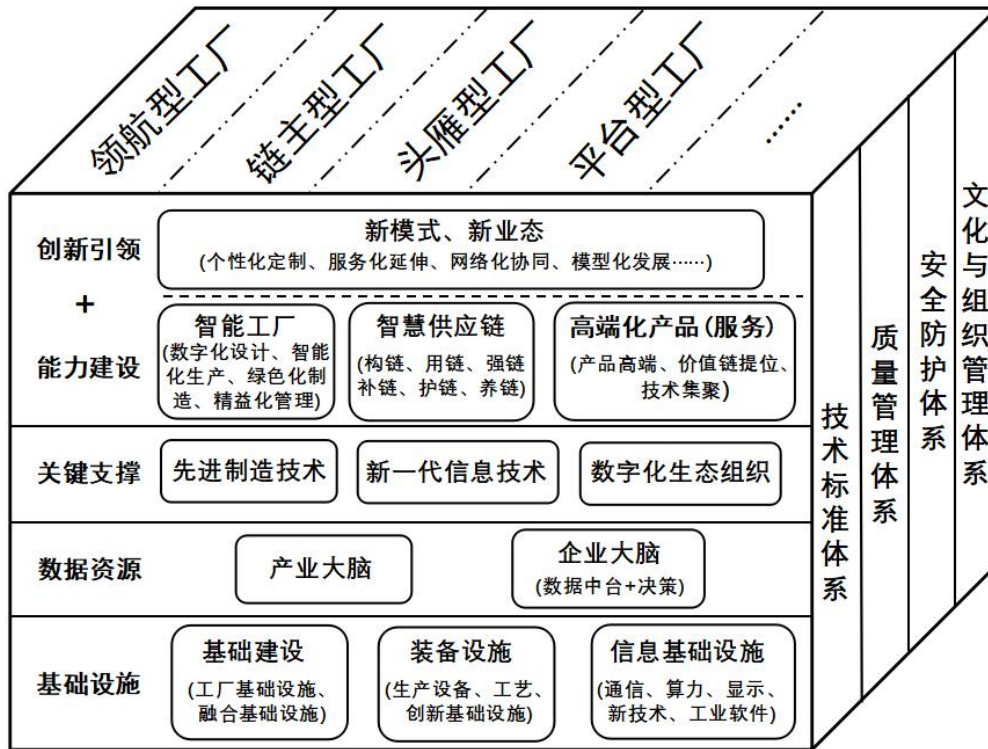 领航型工厂
链主型工厂
头雁型工厂
平台型工厂
……
创新引领
+
能力建设
新模式、新业态
(个性化定制、服务化延伸、网络化协同、模型化发展……)
智能工厂
(数字化设计、智能
化生产、绿色化制
造、精益化管理)
智慧供应链
(构链、用链、强链
补链、护链、养链)
高端化产品(服务)
(产品高端、价值链提位、
技术集聚)
关键支撑
先进制造技术
新一代信息技术
数字化生态组织
数据资源
产业大脑
企业大脑
(数据中台+决策)
基础设施
基础建设
(工厂基础设施、
融合基础设施)
装备设施
(生产设备、工艺、
创新基础设施)
信息基础设施
(通信、算力、显示、
新技术、工业软件)
技术标准体系
质量管理体系
安全防护体系
文化与组织管理体系